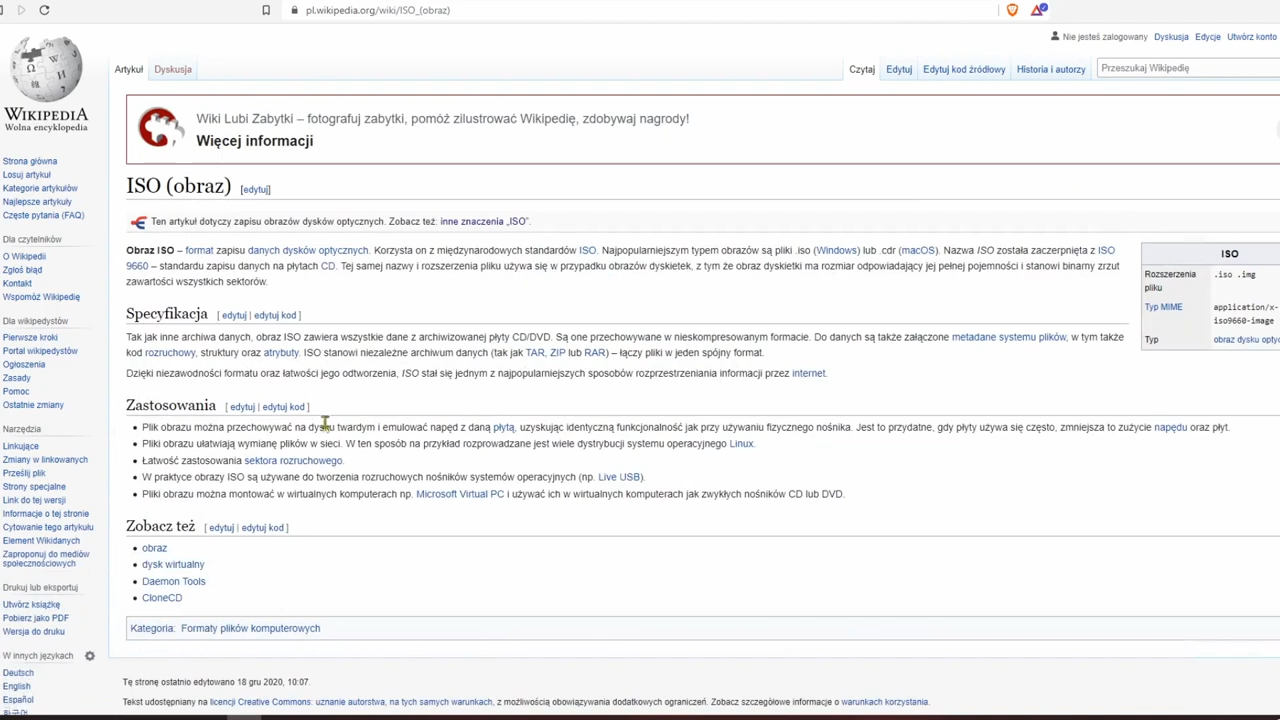 pl.wikipedia.org/wiki/ISO_(obraz)
Nie jesteś zalogowany Dyskusja Edycje Utwórz konto
Artykuł Dyskusja Czytaj Edytuj Edytuj kod źródłowy Historia i autorzy Przeszukaj Wikipedię
WIKIPEDIA
Wolna encyklopedia
Wiki Lubi Zabytki – fotografuj zabytki, pomóż zilustrować Wikipedię, zdobywaj nagrody!
Więcej informacji
Strona główna
Losuj artykuł
Kategorie artykułów
Najlepsze artykuły
Częste pytania (FAQ)
Dla czytelników
O Wikipedii
Zgłoś błąd
Kontakt
Wspomóż Wikipedię
Dla wikipedystów
Pierwsze kroki
Portal wikipedystów
Ogłoszenia
Zasady
Pomoc
Ostatnie zmiany
Narzędzia
Linkujące
Zmiany w linkowanych
Prześlij plik
Strony specjalne
Link do tej wersji
Informacje o tej stronie
Cytowanie tego artykułu
Element Wikidanych
Zaproponuj do mediów
społecznościowych
Drukuj lub eksportuj
Utwórz książkę
Pobierz jako PDF
Wersja do druku
W innych językach
Deutsch
English
Español
한국어
ISO (obraz) [edytuj]
Ten artykuł dotyczy zapisu obrazów dysków optycznych. Zobacz też: inne znaczenia „ISO”.
Obraz ISO – format zapisu danych dysków optycznych. Korzysta on z międzynarodowych standardów ISO. Najpopularniejszym typem obrazów są pliki .iso (Windows) lub .cdr (macOS). Nazwa ISO została zaczerpnięta z ISO
9660 – standardu zapisu danych na płytach CD. Tej samej nazwy i rozszerzenia pliku używa się w przypadku obrazów dyskietek, z tym że obraz dyskietki ma rozmiar odpowiadający jej pełnej pojemności i stanowi binarny zrzut
zawartości wszystkich sektorów.
ISO
Rozszerzenia .iso .img
pliku
Typ MIME application/x-
iso9660-image
Typ obraz dysku
Specyfikacja [ edytuj | edytuj kod ]
Tak jak inne archiwa danych, obraz ISO zawiera wszystkie dane z archiwizowanej płyty CD/DVD. Są one przechowywane w nieskompresowanym formacie. Do danych są także załączone metadane systemu plików, w tym także
kod rozruchowy, struktury oraz atrybuty. ISO stanowi niezależne archiwum danych (tak jak TAR, ZIP lub RAR) – łączy pliki w jeden spójny format.
Dzięki niezawodności formatu oraz łatwości jego odtworzenia, ISO stał się jednym z najpopularniejszych sposobów rozprzestrzeniania informacji przez internet.
Zastosowania [ edytuj | edytuj kod ]
Plik obrazu można przechowywać na dysku twardym i emulować napęd z daną płytą, uzyskując identyczną funkcjonalność jak przy używaniu fizycznego nośnika. Jest to przydatne, gdy płyty używa się często, zmniejsza to zużycie napędu oraz płyt.
Pliki obrazu ułatwiają wymianę plików w sieci. W ten sposób na przykład rozprowadzane jest wiele dystrybucji systemu operacyjnego Linux.
Łatwość zastosowania sektora rozruchowego.
W praktyce obrazy ISO są używane do tworzenia rozruchowych nośników systemów operacyjnych (np. Live USB).
Pliki obrazu można montować w wirtualnych komputerach np. Microsoft Virtual PC i używać ich w wirtualnych komputerach jak zwykłych nośników CD lub DVD.
Zobacz też [ edytuj | edytuj kod ]
obraz
dysk wirtualny
Daemon Tools
CloneCD
Kategoria: Formaty plików komputerowych
Tę stronę ostatnio edytowano 18 gru 2020, 10:07.
Tekst udostępniany na licencji Creative Commons: uznanie autorstwa, na tych samych warunkach, z możliwością obowiązywania dodatkowych ograniczeń. Zobacz szczegółowe informacje o warunkach korzystania.